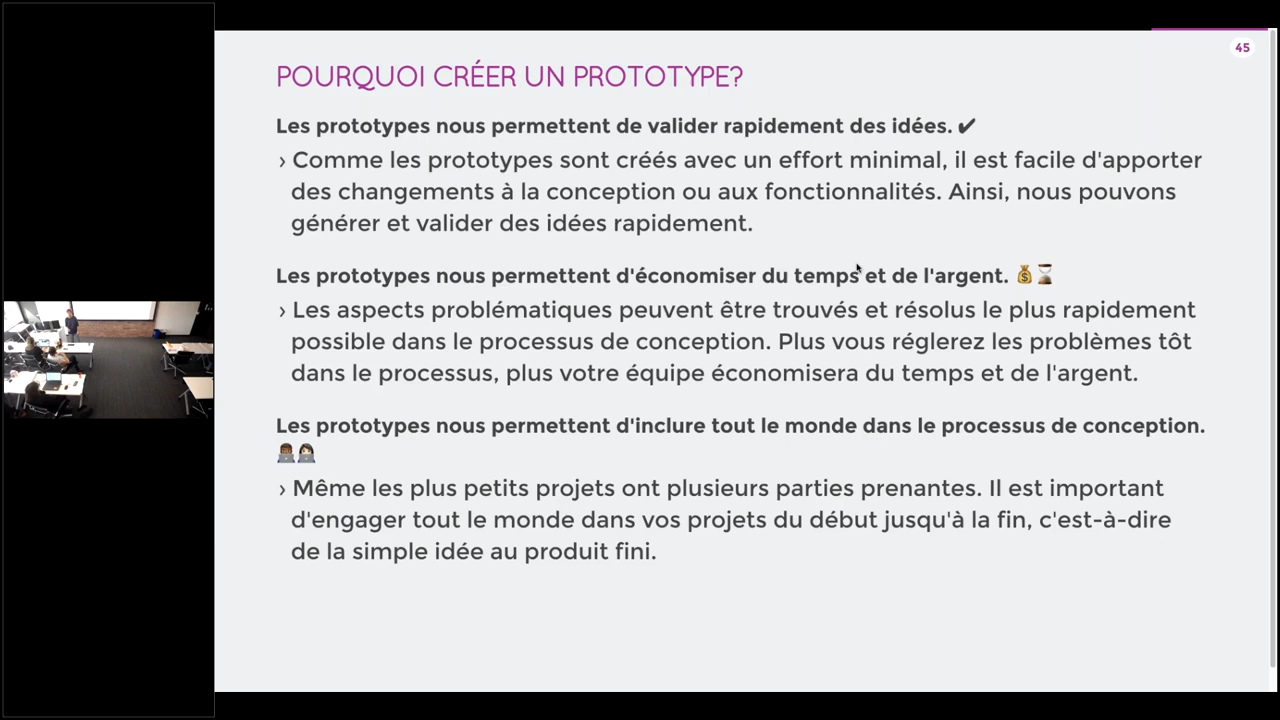 45
POURQUOI CRÉER UN PROTOTYPE?
Les prototypes nous permettent de valider rapidement des idées. ✔
› Comme les prototypes sont créés avec un effort minimal, il est facile d'apporter
des changements à la conception ou aux fonctionnalités. Ainsi, nous pouvons
générer et valider des idées rapidement.
Les prototypes nous permettent d'économiser du temps et de l'argent. 💰⏳
› Les aspects problématiques peuvent être trouvés et résolus le plus rapidement
possible dans le processus de conception. Plus vous réglerez les problèmes tôt
dans le processus, plus votre équipe économisera du temps et de l'argent.
Les prototypes nous permettent d'inclure tout le monde dans le processus de conception.
👩🏾‍💻👩🏻‍💻
› Même les plus petits projets ont plusieurs parties prenantes. Il est important
d'engager tout le monde dans vos projets du début jusqu'à la fin, c'est-à-dire
de la simple idée au produit fini.